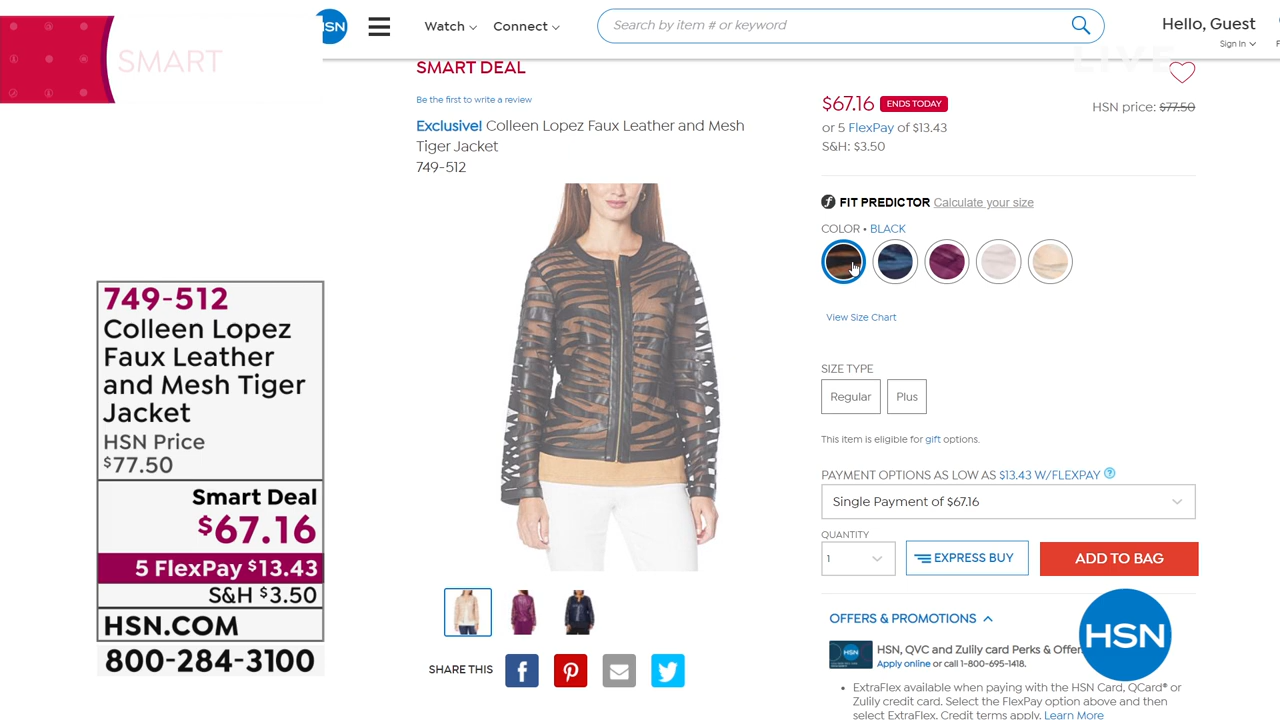 SMART
HSN
Watch
Connect
Search by item # or keyword
Hello, Guest
Sign In
LIVE
SMART DEAL
Be the first to write a review
Exclusive! Colleen Lopez Faux Leather and Mesh
Tiger Jacket
749-512
$67.16 ENDS TODAY
HSN price: $77.50
or 5 FlexPay of $13.43
S&H: $3.50
FIT PREDICTOR Calculate your size
COLOR • BLACK
View Size Chart
SIZE TYPE
Regular
Plus
This item is eligible for gift options.
PAYMENT OPTIONS AS LOW AS $13.43 W/FLEXPAY ?
Single Payment of $67.16
QUANTITY
1
EXPRESS BUY
ADD TO BAG
OFFERS & PROMOTIONS
HSN, QVC and Zulily card Perks & Offer
Apply online or call 1-800-695-1418.
• ExtraFlex available when paying with the HSN Card, QCard® or
Zulily credit card. Select the FlexPay option above and then
select ExtraFlex. Credit terms apply. Learn More
HSN
SHARE THIS
749-512
Colleen Lopez
Faux Leather
and Mesh Tiger
Jacket
HSN Price
$77.50
Smart Deal
$67.16
5 FlexPay $13.43
S&H $3.50
HSN.COM
800-284-3100